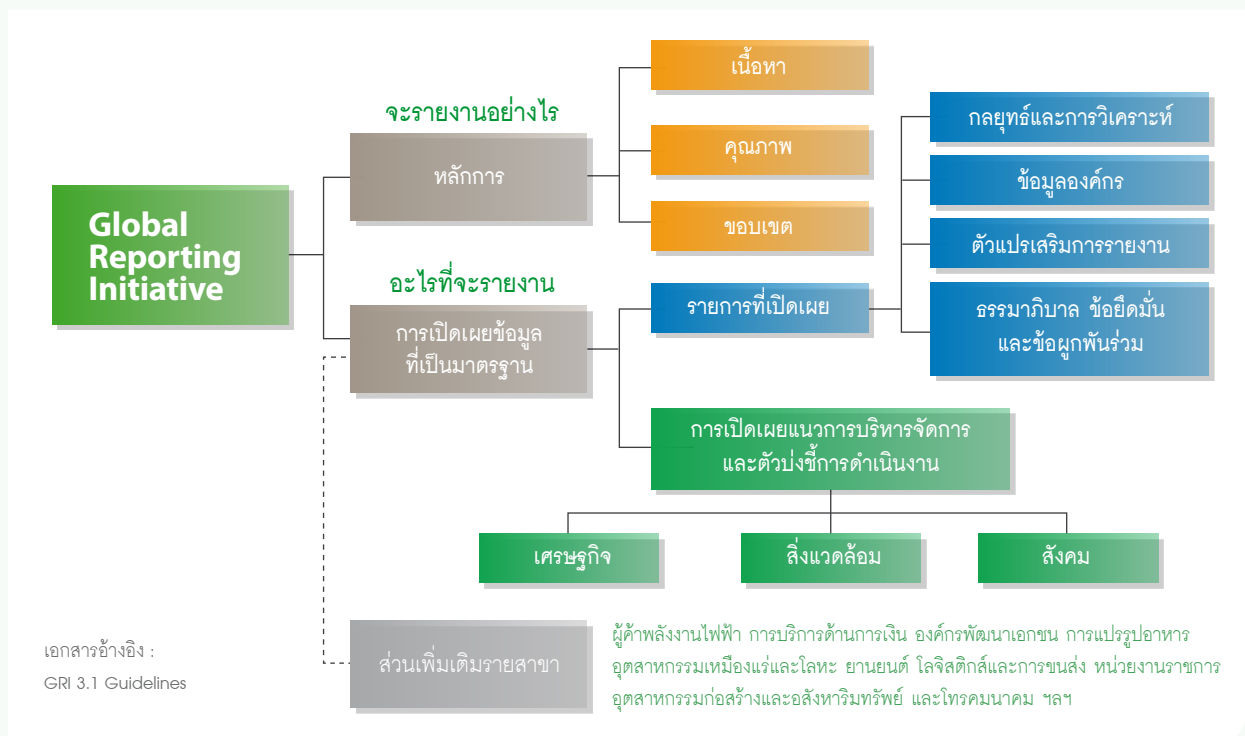 Global
Reporting
Initiative
จะรายงานอย่างไร
หลักการ
เนื้อหา
คุณภาพ
ขอบเขต
อะไรที่จะรายงาน
การเปิดเผยข้อมูล
ที่เป็นมาตรฐาน
รายการที่เปิดเผย
กลยุทธ์และการวิเคราะห์
ข้อมูลองค์กร
ตัวแปรเสริมการรายงาน
ธรรมาภิบาล ข้อยึดมั่น
และข้อผูกพันร่วม
การเปิดเผยแนวการบริหารจัดการ
และตัวบ่งชี้การดำเนินงาน
เศรษฐกิจ
สิ่งแวดล้อม
สังคม
ส่วนเพิ่มเติมรายสาขา
ผู้ค้าพลังงานไฟฟ้า การบริการด้านการเงิน องค์กรพัฒนาเอกชน การแปรรูปอาหาร
อุตสาหกรรมเหมืองแร่และโลหะ ยานยนต์ โลจิสติกส์และการขนส่ง หน่วยงานราชการ
อุตสาหกรรมก่อสร้างและอสังหาริมทรัพย์ และโทรคมนาคม ฯลฯ
เอกสารอ้างอิง :
GRI 3.1 Guidelines